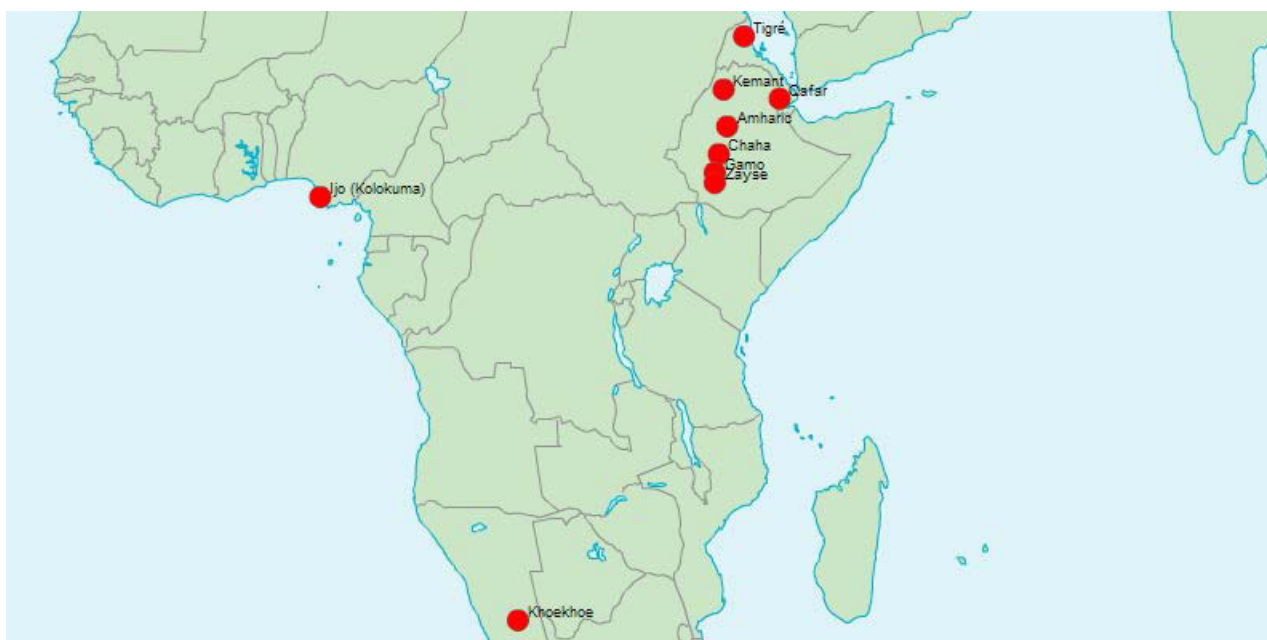 Tigré
Kemant
Qafar
Amharic
Chaha
Gamo
Zayse
Ijo (Kolokuma)
Khoekhoe